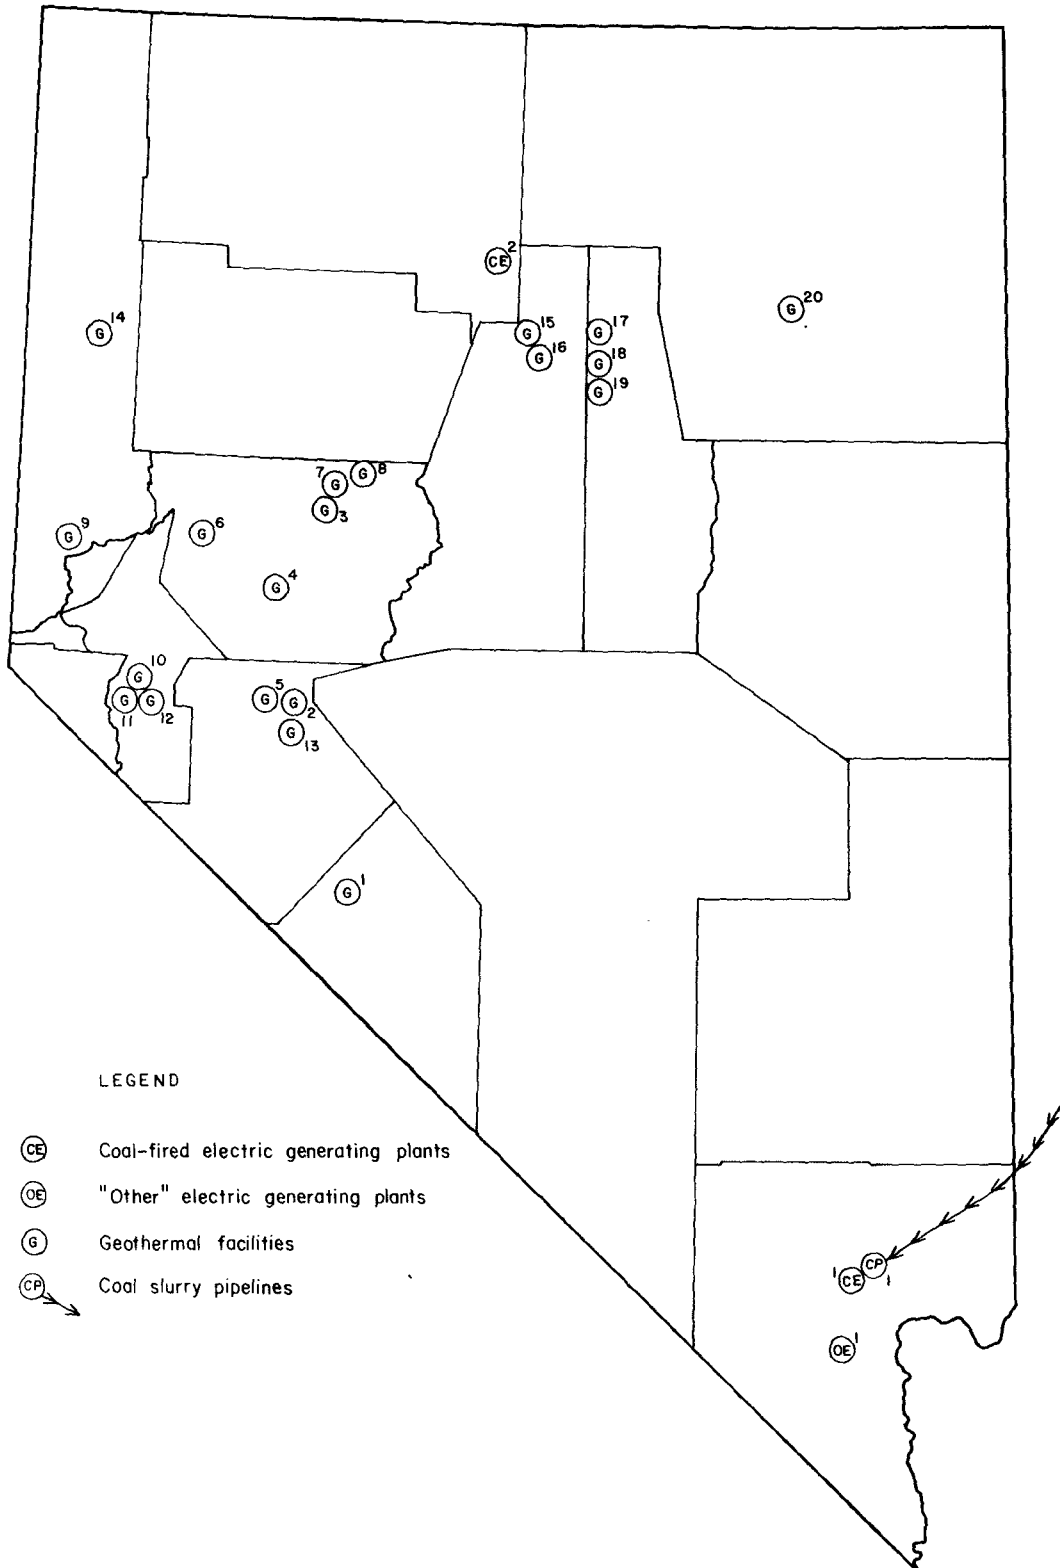 2
CE
20
G
14
G
15
G
17
G
16
G
18
G
19
G
7
G
8
G
G
3
9
G
6
G
4
G
10
G
G
11
G
12
5
G
G
2
G
13
1
G
LEGEND
CE Coal-fired electric generating plants
OE "Other" electric generating plants
G Geothermal facilities
CP Coal slurry pipelines
CP
1
1
CE
OE
1